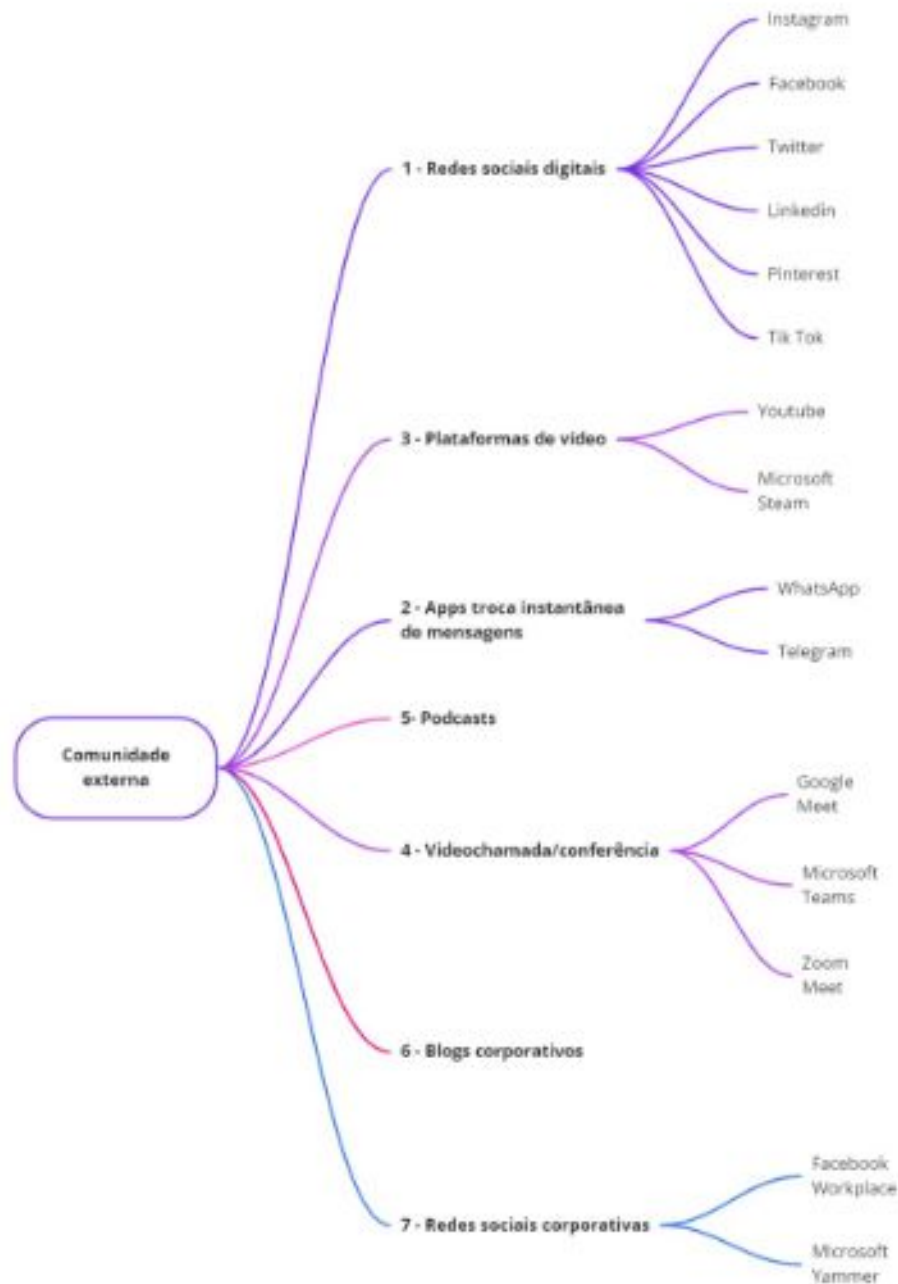 Comunidade
externa
1 - Redes sociais digitais
Instagram
Facebook
Twitter
Linkedin
Pinterest
Tik Tok
3 - Plataformas de vídeo
Youtube
Microsoft
Steam
2 - Apps troca instantânea
de mensagens
WhatsApp
Telegram
5- Podcasts
4 - Videochamada/conferência
Google
Meet
Microsoft
Teams
Zoom
Meet
6 - Blogs corporativos
7 - Redes sociais corporativas
Facebook
Workplace
Microsoft
Yammer